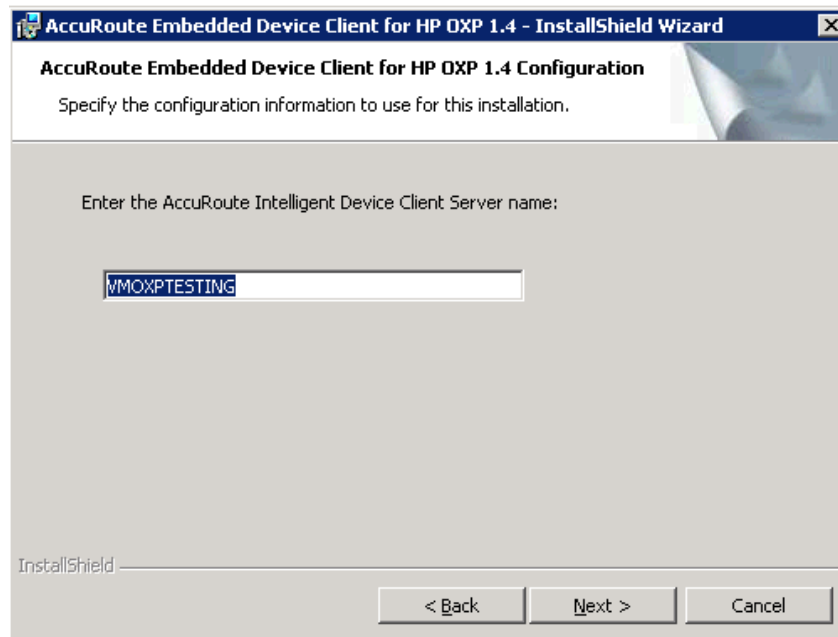 AccuRoute Embedded Device Client for HP OXP 1.4 - InstallShield Wizard
AccuRoute Embedded Device Client for HP OXP 1.4 Configuration
Specify the configuration information to use for this installation.
Enter the AccuRoute Intelligent Device Client Server name:
VMOXPTESTING
InstallShield
< Back Next > Cancel